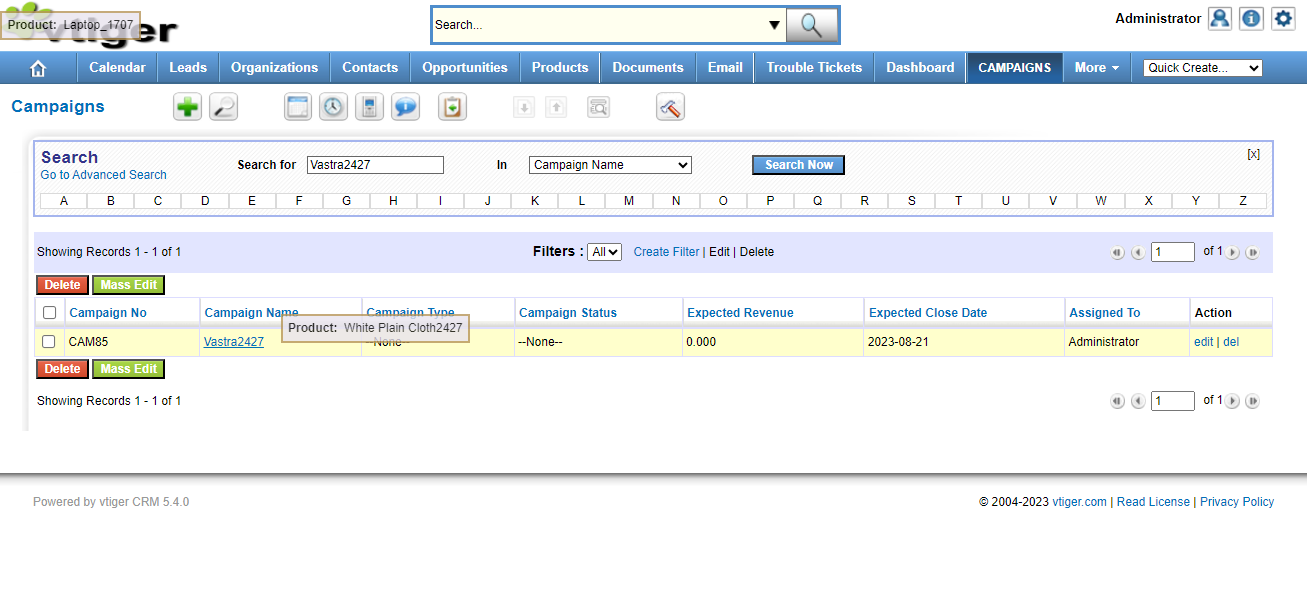 Product: Laptop_1707
vtiger
Search...
Administrator
Calendar Leads Organizations Contacts Opportunities Products Documents Email Trouble Tickets Dashboard CAMPAIGNS More Quick Create...
Campaigns
Search
Go to Advanced Search
Search for Vastra2427 In Campaign Name Search Now [x]
A B C D E F G H I J K L M N O P Q R S T U V W X Y Z
Showing Records 1 - 1 of 1 Filters : All Create Filter | Edit | Delete 1 of 1
Delete Mass Edit
Campaign No Campaign Name Campaign Type Campaign Status Expected Revenue Expected Close Date Assigned To Action
Product: White Plain Cloth2427
CAM85 Vastra2427 --None-- --None-- 0.000 2023-08-21 Administrator edit | del
Delete Mass Edit
Showing Records 1 - 1 of 1 1 of 1
Powered by vtiger CRM 5.4.0 © 2004-2023 vtiger.com | Read License | Privacy Policy